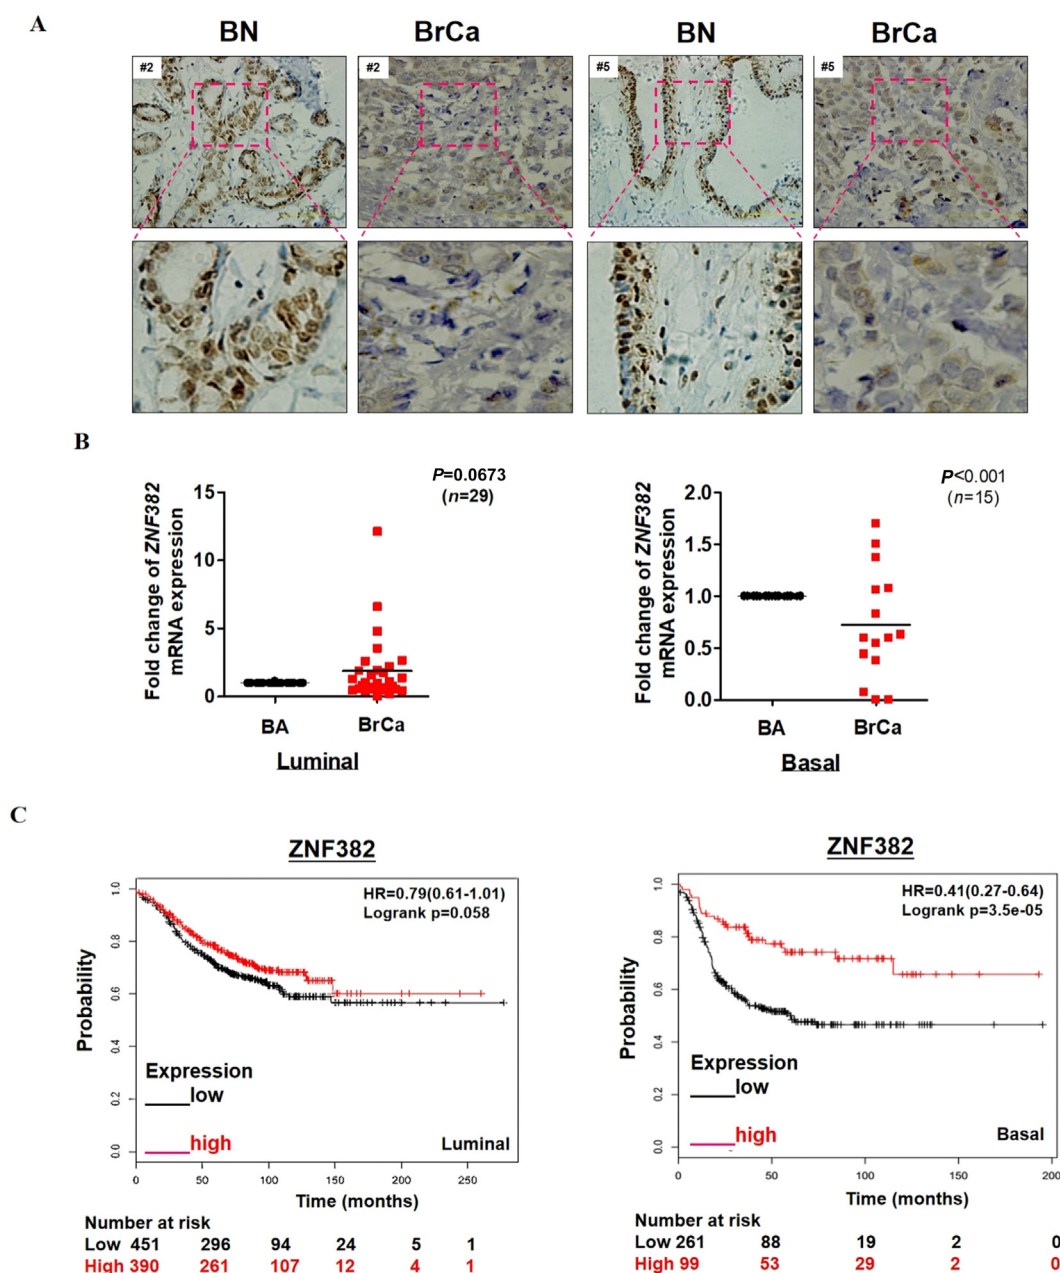 A
BN BrCa BN BrCa
#2 #2 #5 #5
B
P=0.0673
(n=29)
Fold change of ZNF382
mRNA expression
15
10
5
0
BA BrCa
Luminal
P<0.001
(n=15)
Fold change of ZNF382
mRNA expression
2.0
1.5
1.0
0.5
0.0
BA BrCa
Basal
C
ZNF382
HR=0.79(0.61-1.01)
Logrank p=0.058
Probability
1.0
0.8
0.6
0.4
0.2
0.0
Expression
low
high
Luminal
0 50 100 150 200 250
Time (months)
Number at risk
Low 451 296 94 24 5 1
High 390 261 107 12 4 1
ZNF382
HR=0.41(0.27-0.64)
Logrank p=3.5e-05
Probability
1.0
0.8
0.6
0.4
0.2
0.0
Expression
low
high
Basal
0 50 100 150 200
Time (months)
Number at risk
Low 261 88 19 2 0
High 99 53 29 2 0